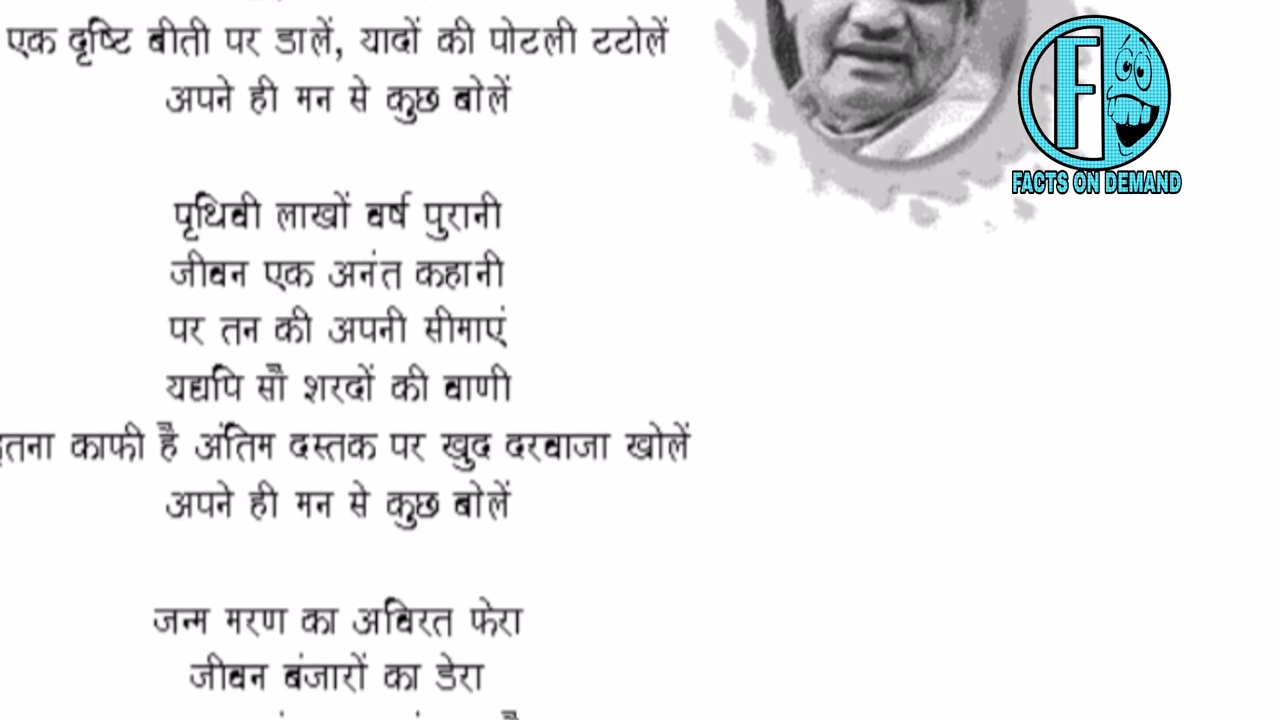 एक दृष्टि बीती पर डालें, यादों की पोटली टटोलें
अपने ही मन से कुछ बोलें
पृथिवी लाखों वर्ष पुरानी
जीवन एक अनंत कहानी
पर तन की अपनी सीमाएं
यद्यपि सौ शरदों की वाणी
इतना काफी है अंतिम दस्तक पर खुद दरवाजा खोलें
अपने ही मन से कुछ बोलें
जन्म मरण का अविरत फेरा
जीवन बंजारों का डेरा
F
FACTS ON DEMAND